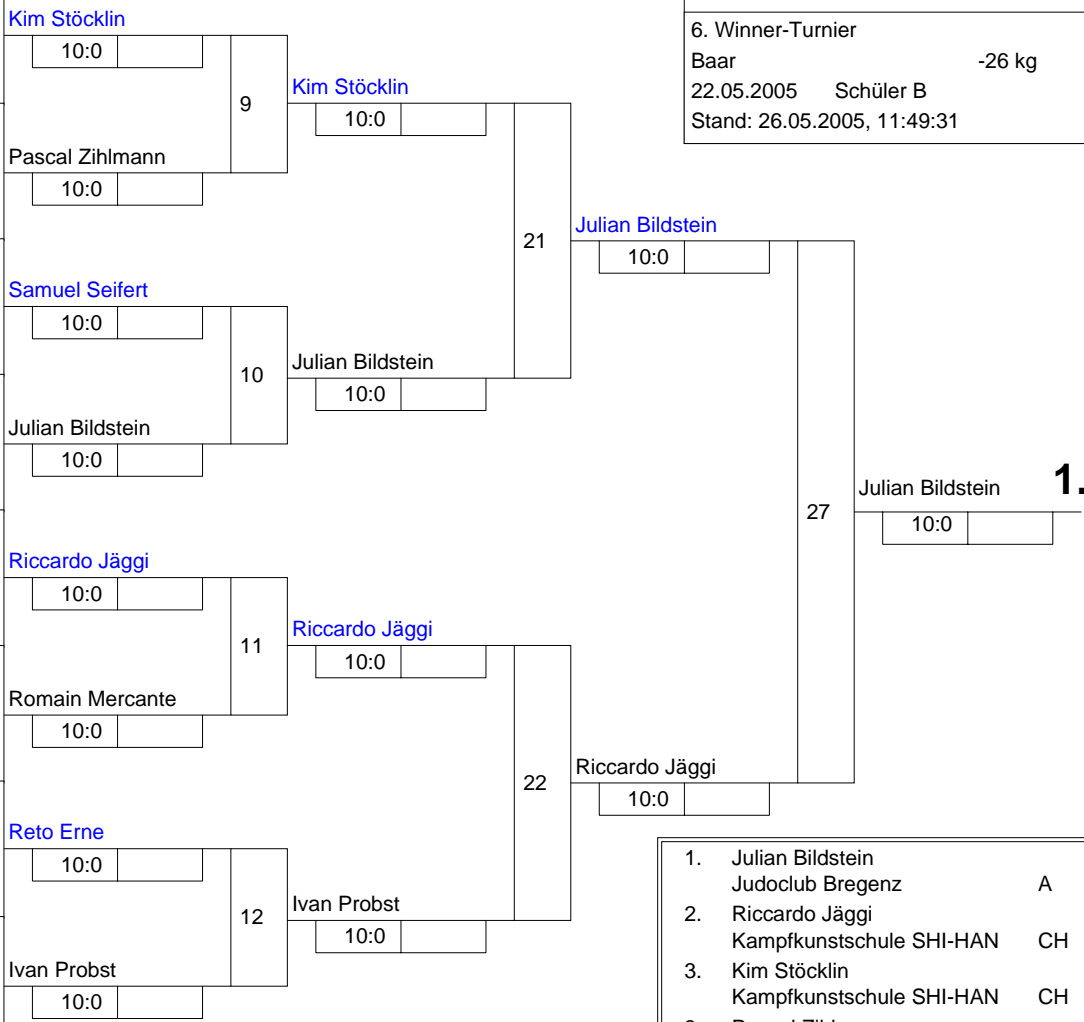 Kim Stöcklin
10:0
9
Pascal Zihlmann
10:0
Samuel Seifert
10:0
10
Julian Bildstein
10:0
Riccardo Jäggi
10:0
11
Romain Mercante
10:0
Reto Erne
10:0
12
Ivan Probst
10:0
Kim Stöcklin
10:0
21
Julian Bildstein
10:0
Riccardo Jäggi
10:0
22
Ivan Probst
10:0
Julian Bildstein
10:0
27
Riccardo Jäggi
10:0
Julian Bildstein 1.
10:0
6. Winner-Turnier
Baar -26 kg
22.05.2005 Schüler B
Stand: 26.05.2005, 11:49:31
1. Julian Bildstein
Judoclub Bregenz A
2. Riccardo Jäggi
Kampfkunstschule SHI-HAN CH
3. Kim Stöcklin
Kampfkunstschule SHI-HAN CH